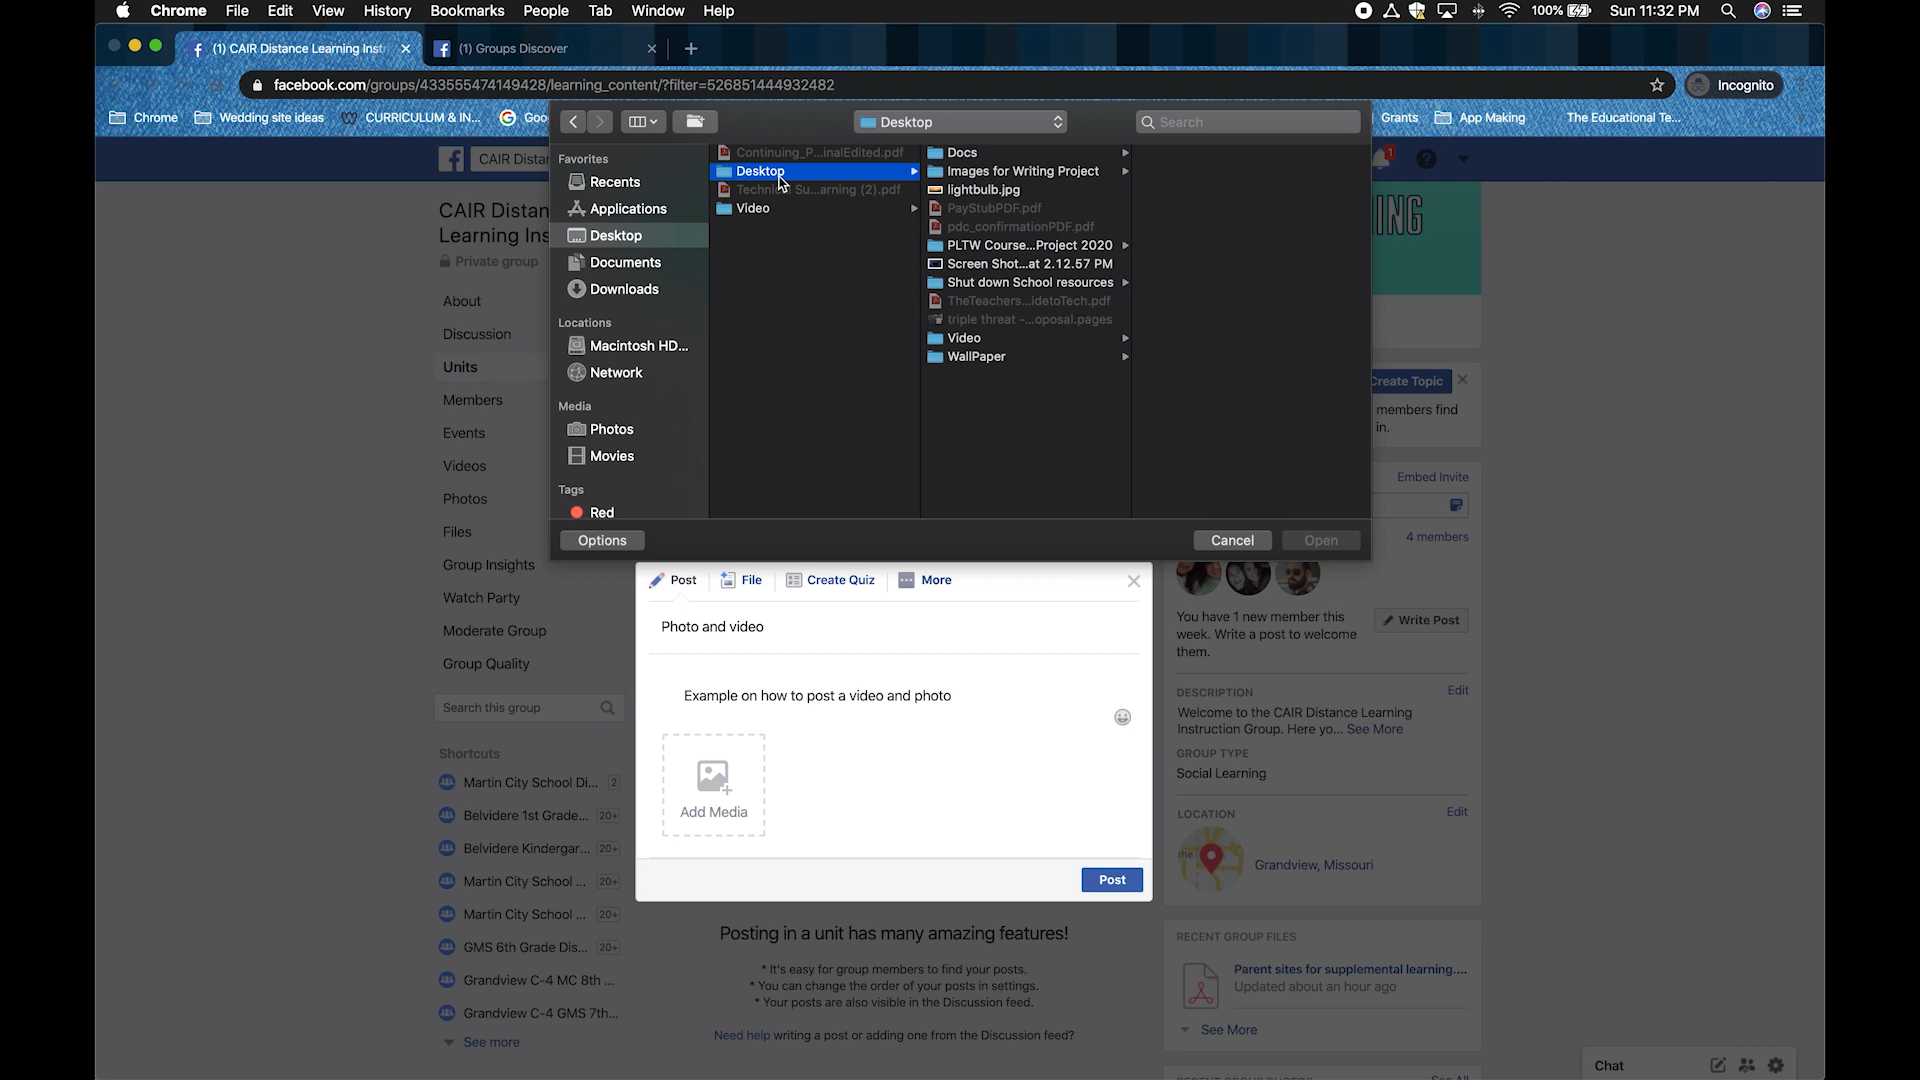 Chrome File Edit View History Bookmarks People Tab Window Help
100% Sun 11:32 PM
(1) CAIR Distance Learning Inst
(1) Groups Discover
facebook.com/groups/433555474149428/learning_content/?filter=526851444932482
Incognito
Chrome
Wedding site ideas
CURRICULUM & IN...
Goo
Grants
App Making
The Educational Te...
Desktop
Search
CAIR Distan
1
Favorites
Recents
Applications
Desktop
Documents
Downloads
Locations
Macintosh HD...
Network
Media
Photos
Movies
Tags
Red
Continuing_P...inalEdited.pdf
Desktop
Video
Docs
Images for Writing Project
lightbulb.jpg
PayStubPDF.pdf
pdc_confirmationPDF.pdf
PLTW Course...Project 2020
Screen Shot...at 2.12.57 PM
Shut down School resources
TheTeachers...idetoTech.pdf
triple threat -...oposal.pages
Video
WallPaper
Options
Cancel
Open
CAIR Distan
Learning Ins
Private group
About
Discussion
Units
Members
Events
Videos
Photos
Files
Group Insights
Watch Party
Moderate Group
Group Quality
Search this group
Shortcuts
Martin City School Di... 2
Belvidere 1st Grade... 20+
Belvidere Kindergar... 20+
Martin City School ... 20+
Martin City School ... 20+
GMS 6th Grade Dis... 20+
Grandview C-4 MC 8th ...
Grandview C-4 GMS 7th...
See more
Post
File
Create Quiz
More
Photo and video
Example on how to post a video and photo
Add Media
Post
Posting in a unit has many amazing features!
* It's easy for group members to find your posts.
* You can change the order of your posts in settings.
* Your posts are also visible in the Discussion feed.
Need help writing a post or adding one from the Discussion feed?
ING
Create Topic
members find
in.
Embed Invite
4 members
You have 1 new member this
week. Write a post to welcome
them.
Write Post
DESCRIPTION
Edit
Welcome to the CAIR Distance Learning
Instruction Group. Here yo... See More
GROUP TYPE
Social Learning
LOCATION
Edit
the
Grandview, Missouri
RECENT GROUP FILES
Parent sites for supplemental learning....
Updated about an hour ago
See More
Chat